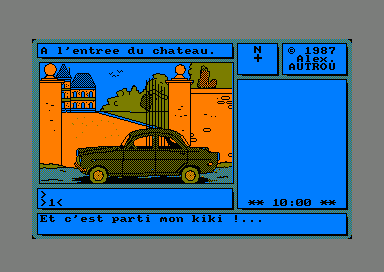 A l'entree du chateau.
N
+
© 1987
Alex.
AUTROU
>
>1<
** 10:00 **
Et c'est parti mon kiki !...